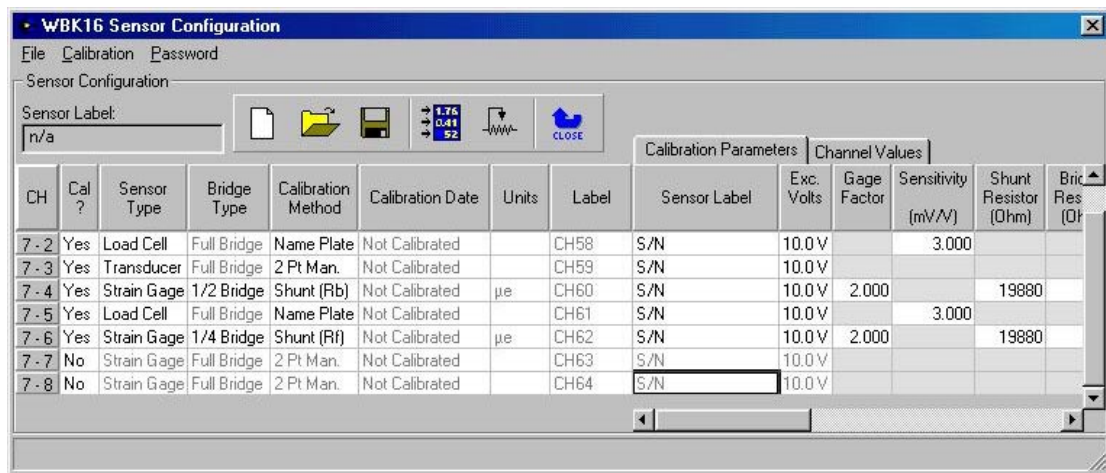 WBK16 Sensor Configuration
File Calibration Password
Sensor Configuration
Sensor Label:
n/a
1.76
0.41
52
CLOSE
Calibration Parameters Channel Values
CH Cal ? Sensor Type Bridge Type Calibration Method Calibration Date Units Label Sensor Label Exc. Volts Gage Factor Sensitivity (mV/V) Shunt Resistor (Ohm)
7 - 2 Yes Load Cell Full Bridge Name Plate Not Calibrated CH58 S/N 10.0 V 3.000
7 - 3 Yes Transducer Full Bridge 2 Pt Man. Not Calibrated CH59 S/N 10.0 V
7 - 4 Yes Strain Gage 1/2 Bridge Shunt (Rb) Not Calibrated µe CH60 S/N 10.0 V 2.000 19880
7 - 5 Yes Load Cell Full Bridge Name Plate Not Calibrated CH61 S/N 10.0 V 3.000
7 - 6 Yes Strain Gage 1/4 Bridge Shunt (Rf) Not Calibrated µe CH62 S/N 10.0 V 2.000 19880
7 - 7 No Strain Gage Full Bridge 2 Pt Man. Not Calibrated CH63 S/N 10.0 V
7 - 8 No Strain Gage Full Bridge 2 Pt Man. Not Calibrated CH64 S/N 10.0 V